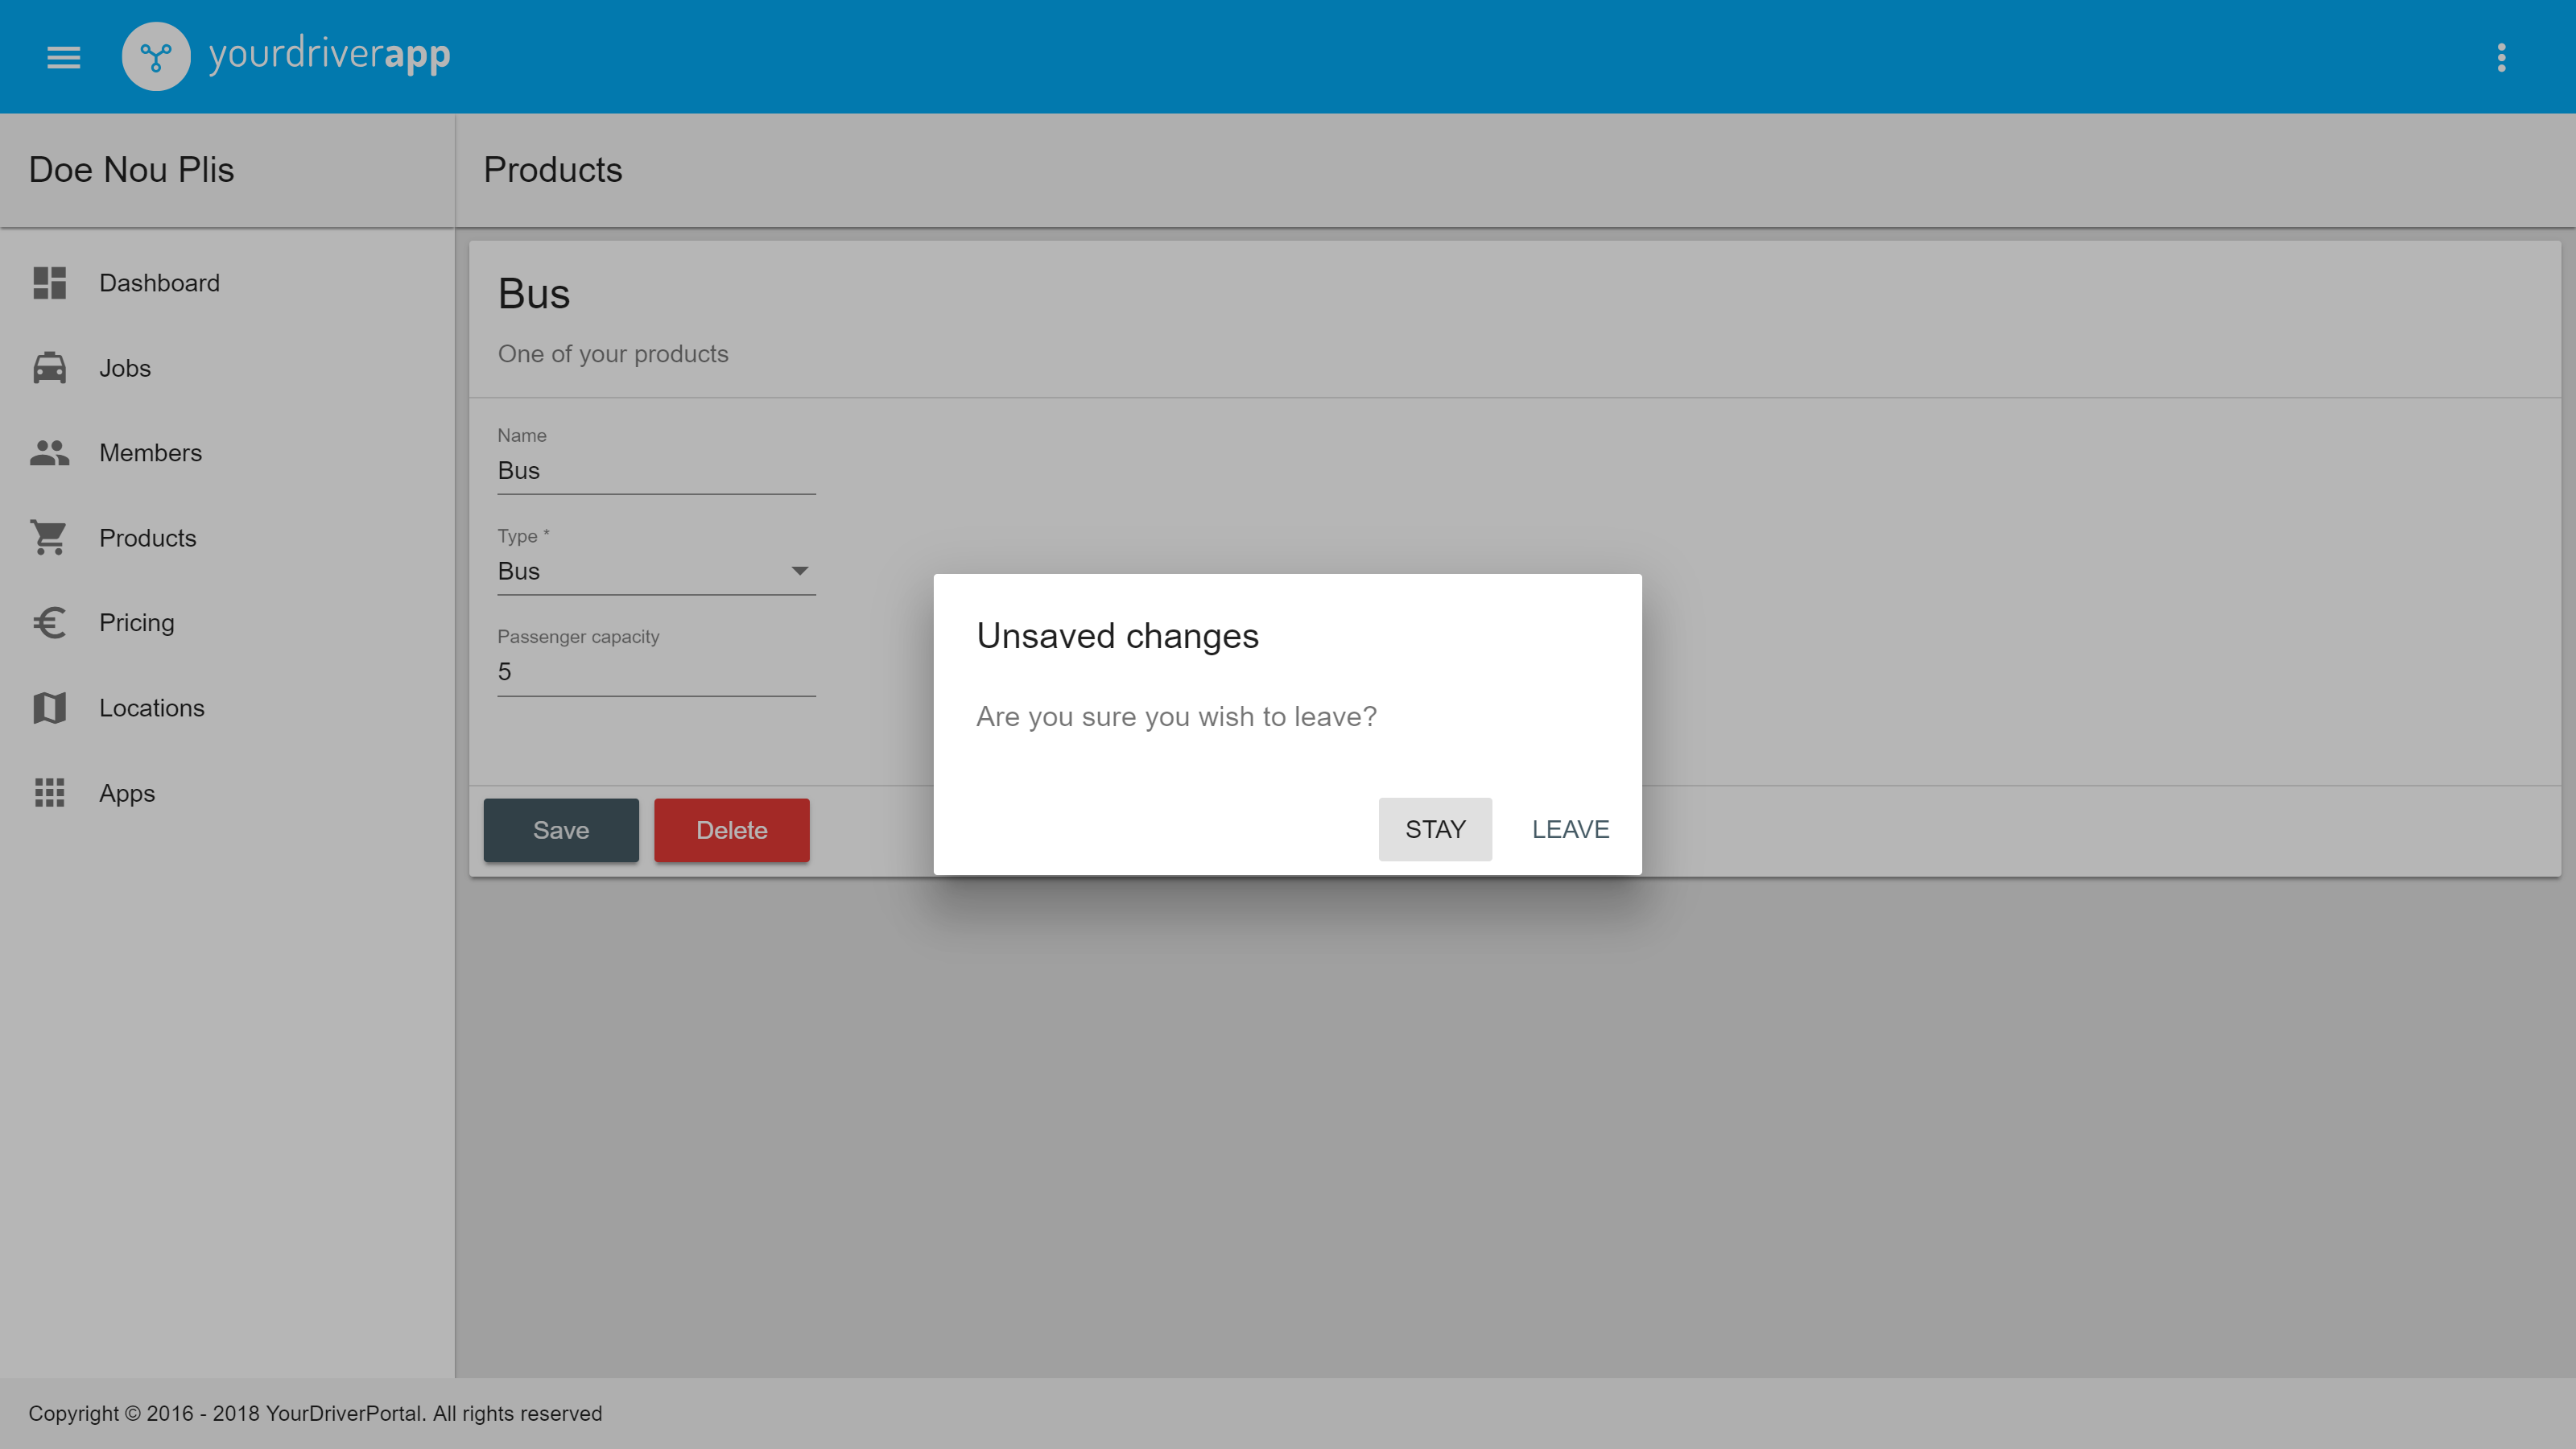 yourdriverapp
Doe Nou Plis
Products
Dashboard
Jobs
Members
Products
Pricing
Locations
Apps
Bus
One of your products
Name
Bus
Type *
Bus
Passenger capacity
5
Save
Delete
Unsaved changes
Are you sure you wish to leave?
STAY
LEAVE
Copyright © 2016 - 2018 YourDriverPortal. All rights reserved